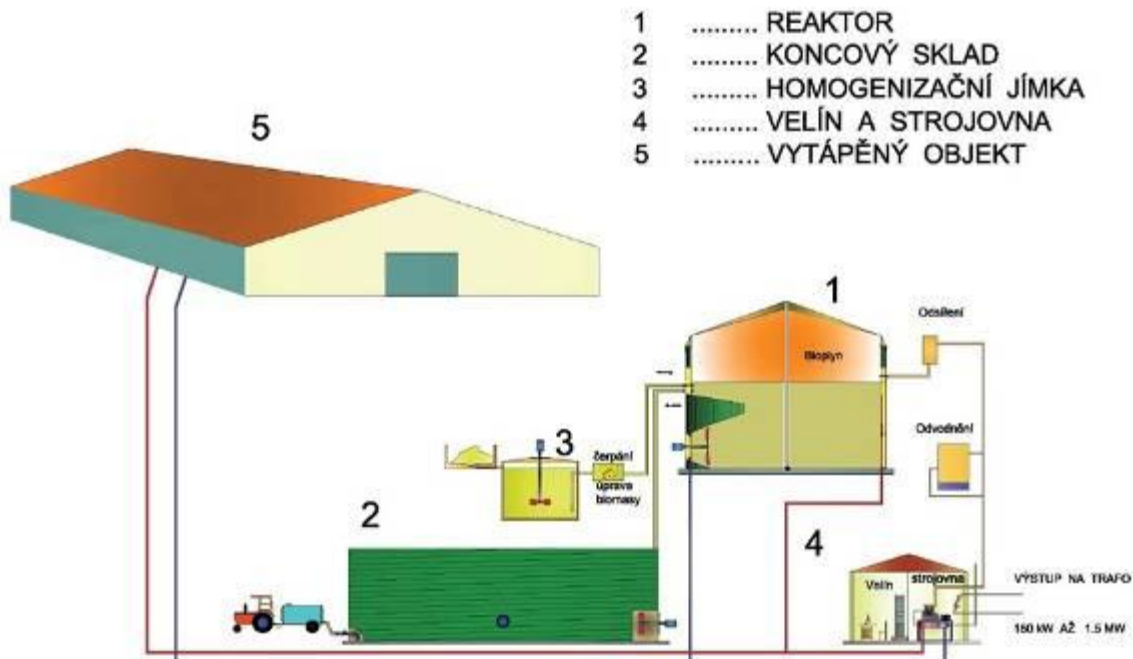 1 ......... REAKTOR
2 ......... KONCOVÝ SKLAD
3 ......... HOMOGENIZAČNÍ JÍMKA
4 ......... VELÍN A STROJOVNA
5 ......... VYTÁPĚNÝ OBJEKT
5
1
Odsíření
Bioplyn
3
čerpání
úprava
biomasy
Odvodnění
2
4
Velín
strojovna
VÝSTUP NA TRAFO
160 kW AŽ 1.5 MW